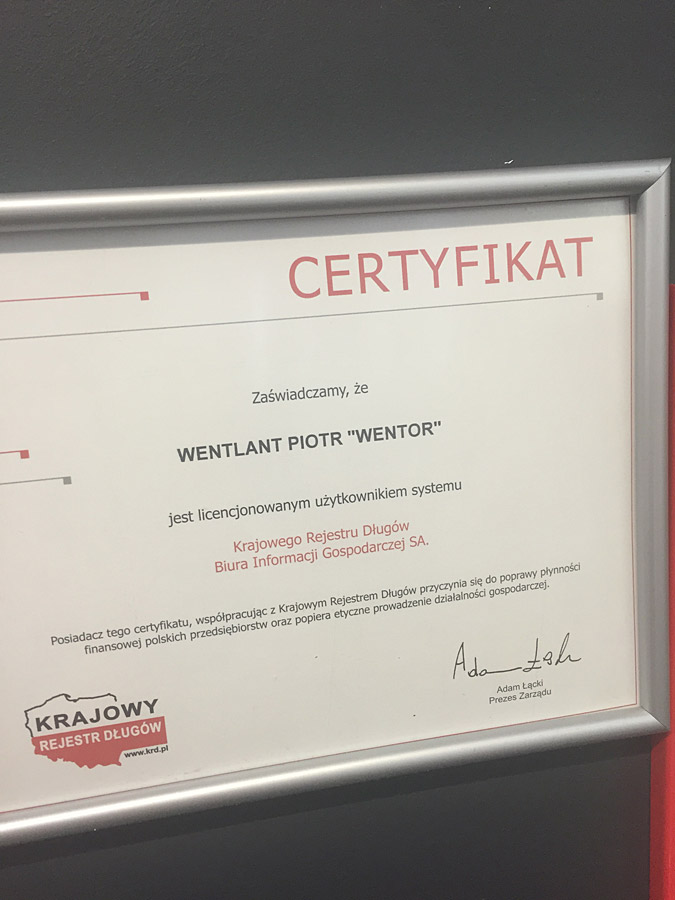 CERTYFIKAT
Zaświadczamy, że
WENTLANT PIOTR "WENTOR"
jest licencjonowanym użytkownikiem systemu
Krajowego Rejestru Długów
Biura Informacji Gospodarczej SA.
Posiadacz tego certyfikatu, współpracując z Krajowym Rejestrem Długów przyczynia się do poprawy płynności
finansowej polskich przedsiębiorstw oraz popiera etyczne prowadzenie działalności gospodarczej.
Adam Łącki
Adam Łącki
Prezes Zarządu
KRAJOWY
REJESTR DŁUGÓW
www.krd.pl